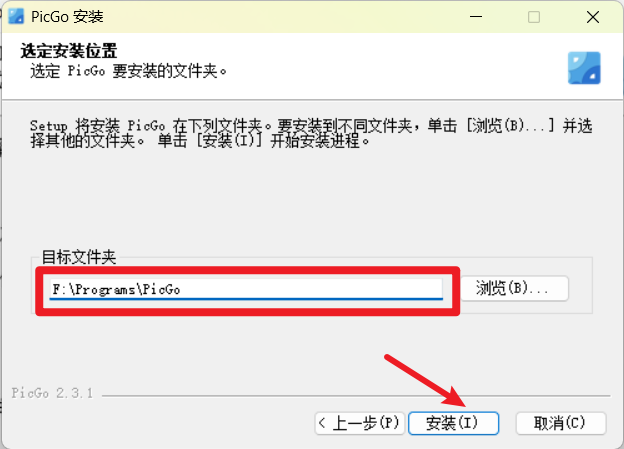 PicGo 安装
选定安装位置
选定 PicGo 要安装的文件夹。
Setup 将安装 PicGo 在下列文件夹。要安装到不同文件夹，单击 [浏览(B)...] 并选
择其他的文件夹。 单击 [安装(I)] 开始安装进程。
目标文件夹
F:\Programs\PicGo
浏览(B)...
PicGo 2.3.1
< 上一步(P)
安装(I)
取消(C)